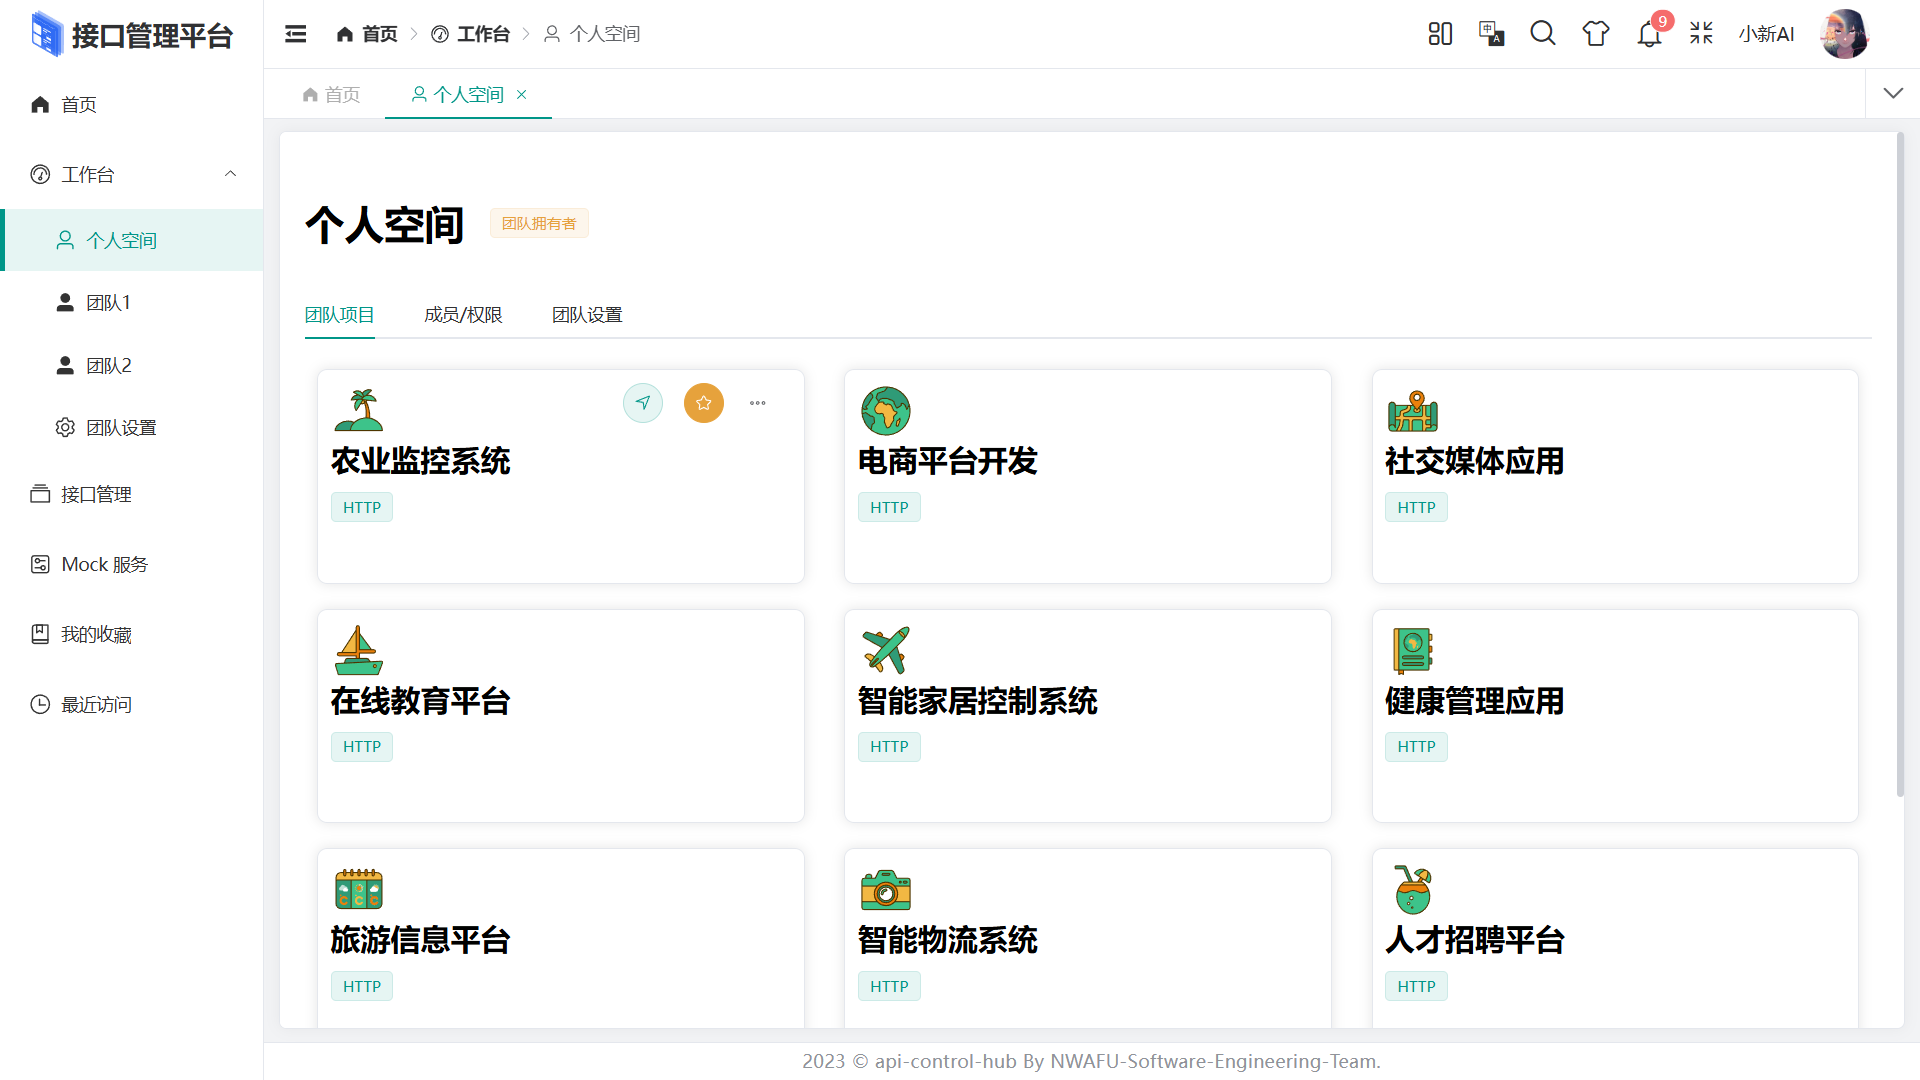 接口管理平台
首页
工作台
个人空间
团队1
团队2
团队设置
接口管理
Mock 服务
我的收藏
最近访问
首页 工作台 个人空间
中 A
9
小新AI
首页 个人空间
个人空间 团队拥有者
团队项目 成员/权限 团队设置
农业监控系统
HTTP
电商平台开发
HTTP
社交媒体应用
HTTP
在线教育平台
HTTP
智能家居控制系统
HTTP
健康管理应用
HTTP
旅游信息平台
HTTP
智能物流系统
HTTP
人才招聘平台
HTTP
2023 © api-control-hub By NWAFU-Software-Engineering-Team.